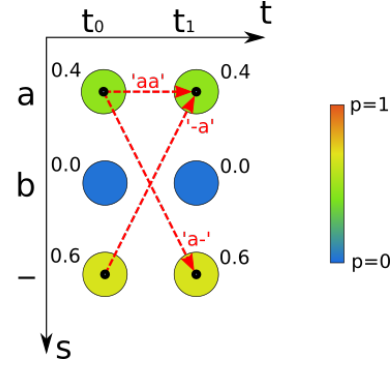 t0 t1 t
0.4 0.4
a 'aa'
'-a'
0.0 0.0
b
'a-'
0.6 0.6
–
s
p=1
p=0